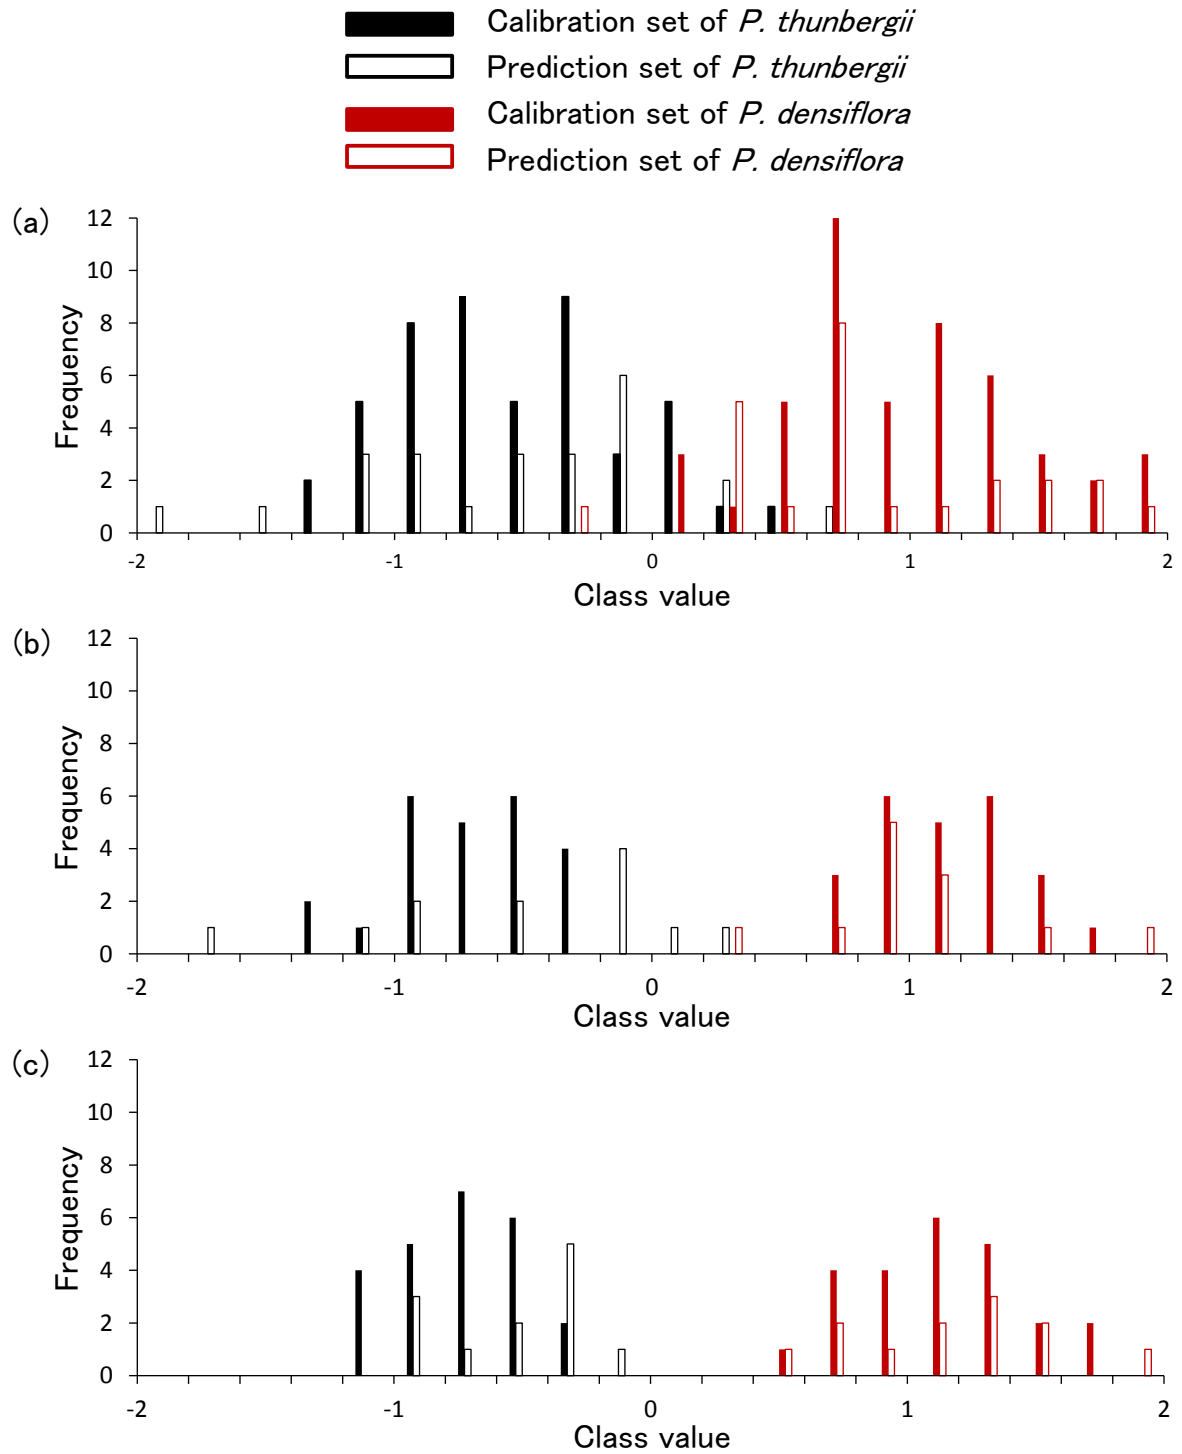 Calibration set of P. thunbergii
Prediction set of P. thunbergii
Calibration set of P. densiflora
Prediction set of P. densiflora
(a)
Frequency
12
10
8
6
4
2
0
-2 -1 0 1 2
Class value
(b)
Frequency
12
10
8
6
4
2
0
-2 -1 0 1 2
Class value
(c)
Frequency
12
10
8
6
4
2
0
-2 -1 0 1 2
Class value